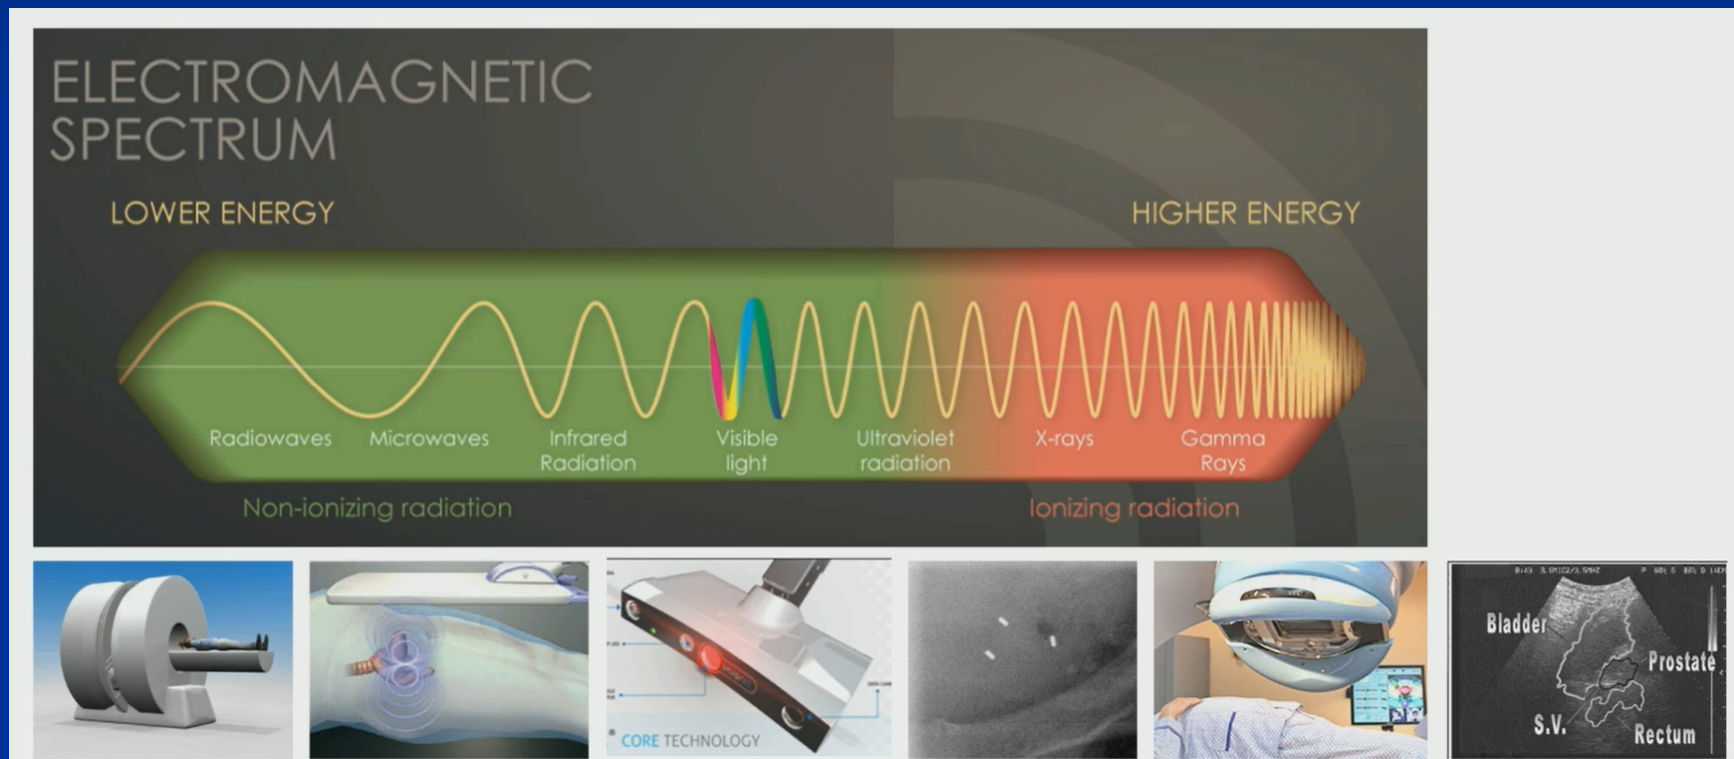 ELECTROMAGNETIC
SPECTRUM
LOWER ENERGY
HIGHER ENERGY
Radiowaves
Microwaves
Infrared
Radiation
Visible
light
Ultraviolet
radiation
X-rays
Gamma
Rays
Non-ionizing radiation
Ionizing radiation
CORE TECHNOLOGY
Bladder
Prostate
S.V.
Rectum